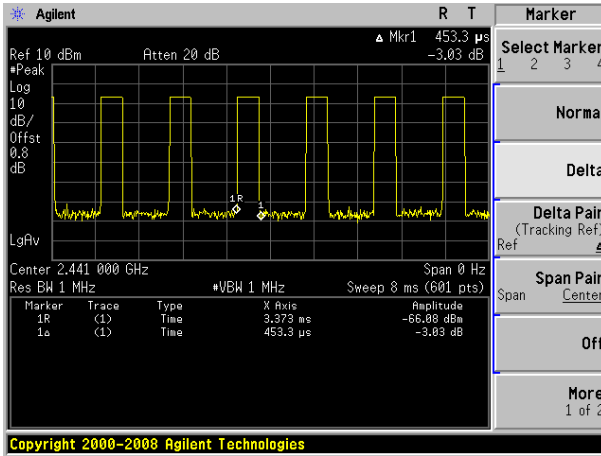 Agilent R T Marker
Δ Mkr1 453.3 µs
Ref 10 dBm Atten 20 dB -3.03 dB
#Peak
Log
10
dB/
Offst
0.8
dB
LgAv
1R
1
Center 2.441 000 GHz Span 0 Hz
Res BW 1 MHz #VBW 1 MHz Sweep 8 ms (601 pts)
Marker Trace Type X Axis Amplitude
1R (1) Time 3.373 ms -66.08 dBm
1Δ (1) Time 453.3 µs -3.03 dB
Select Marker
1 2 3 4
Norma
Delta
Delta Pair
(Tracking Ref)
Ref Δ
Span Pair
Span Center
Off
More
1 of 2
Copyright 2000-2008 Agilent Technologies